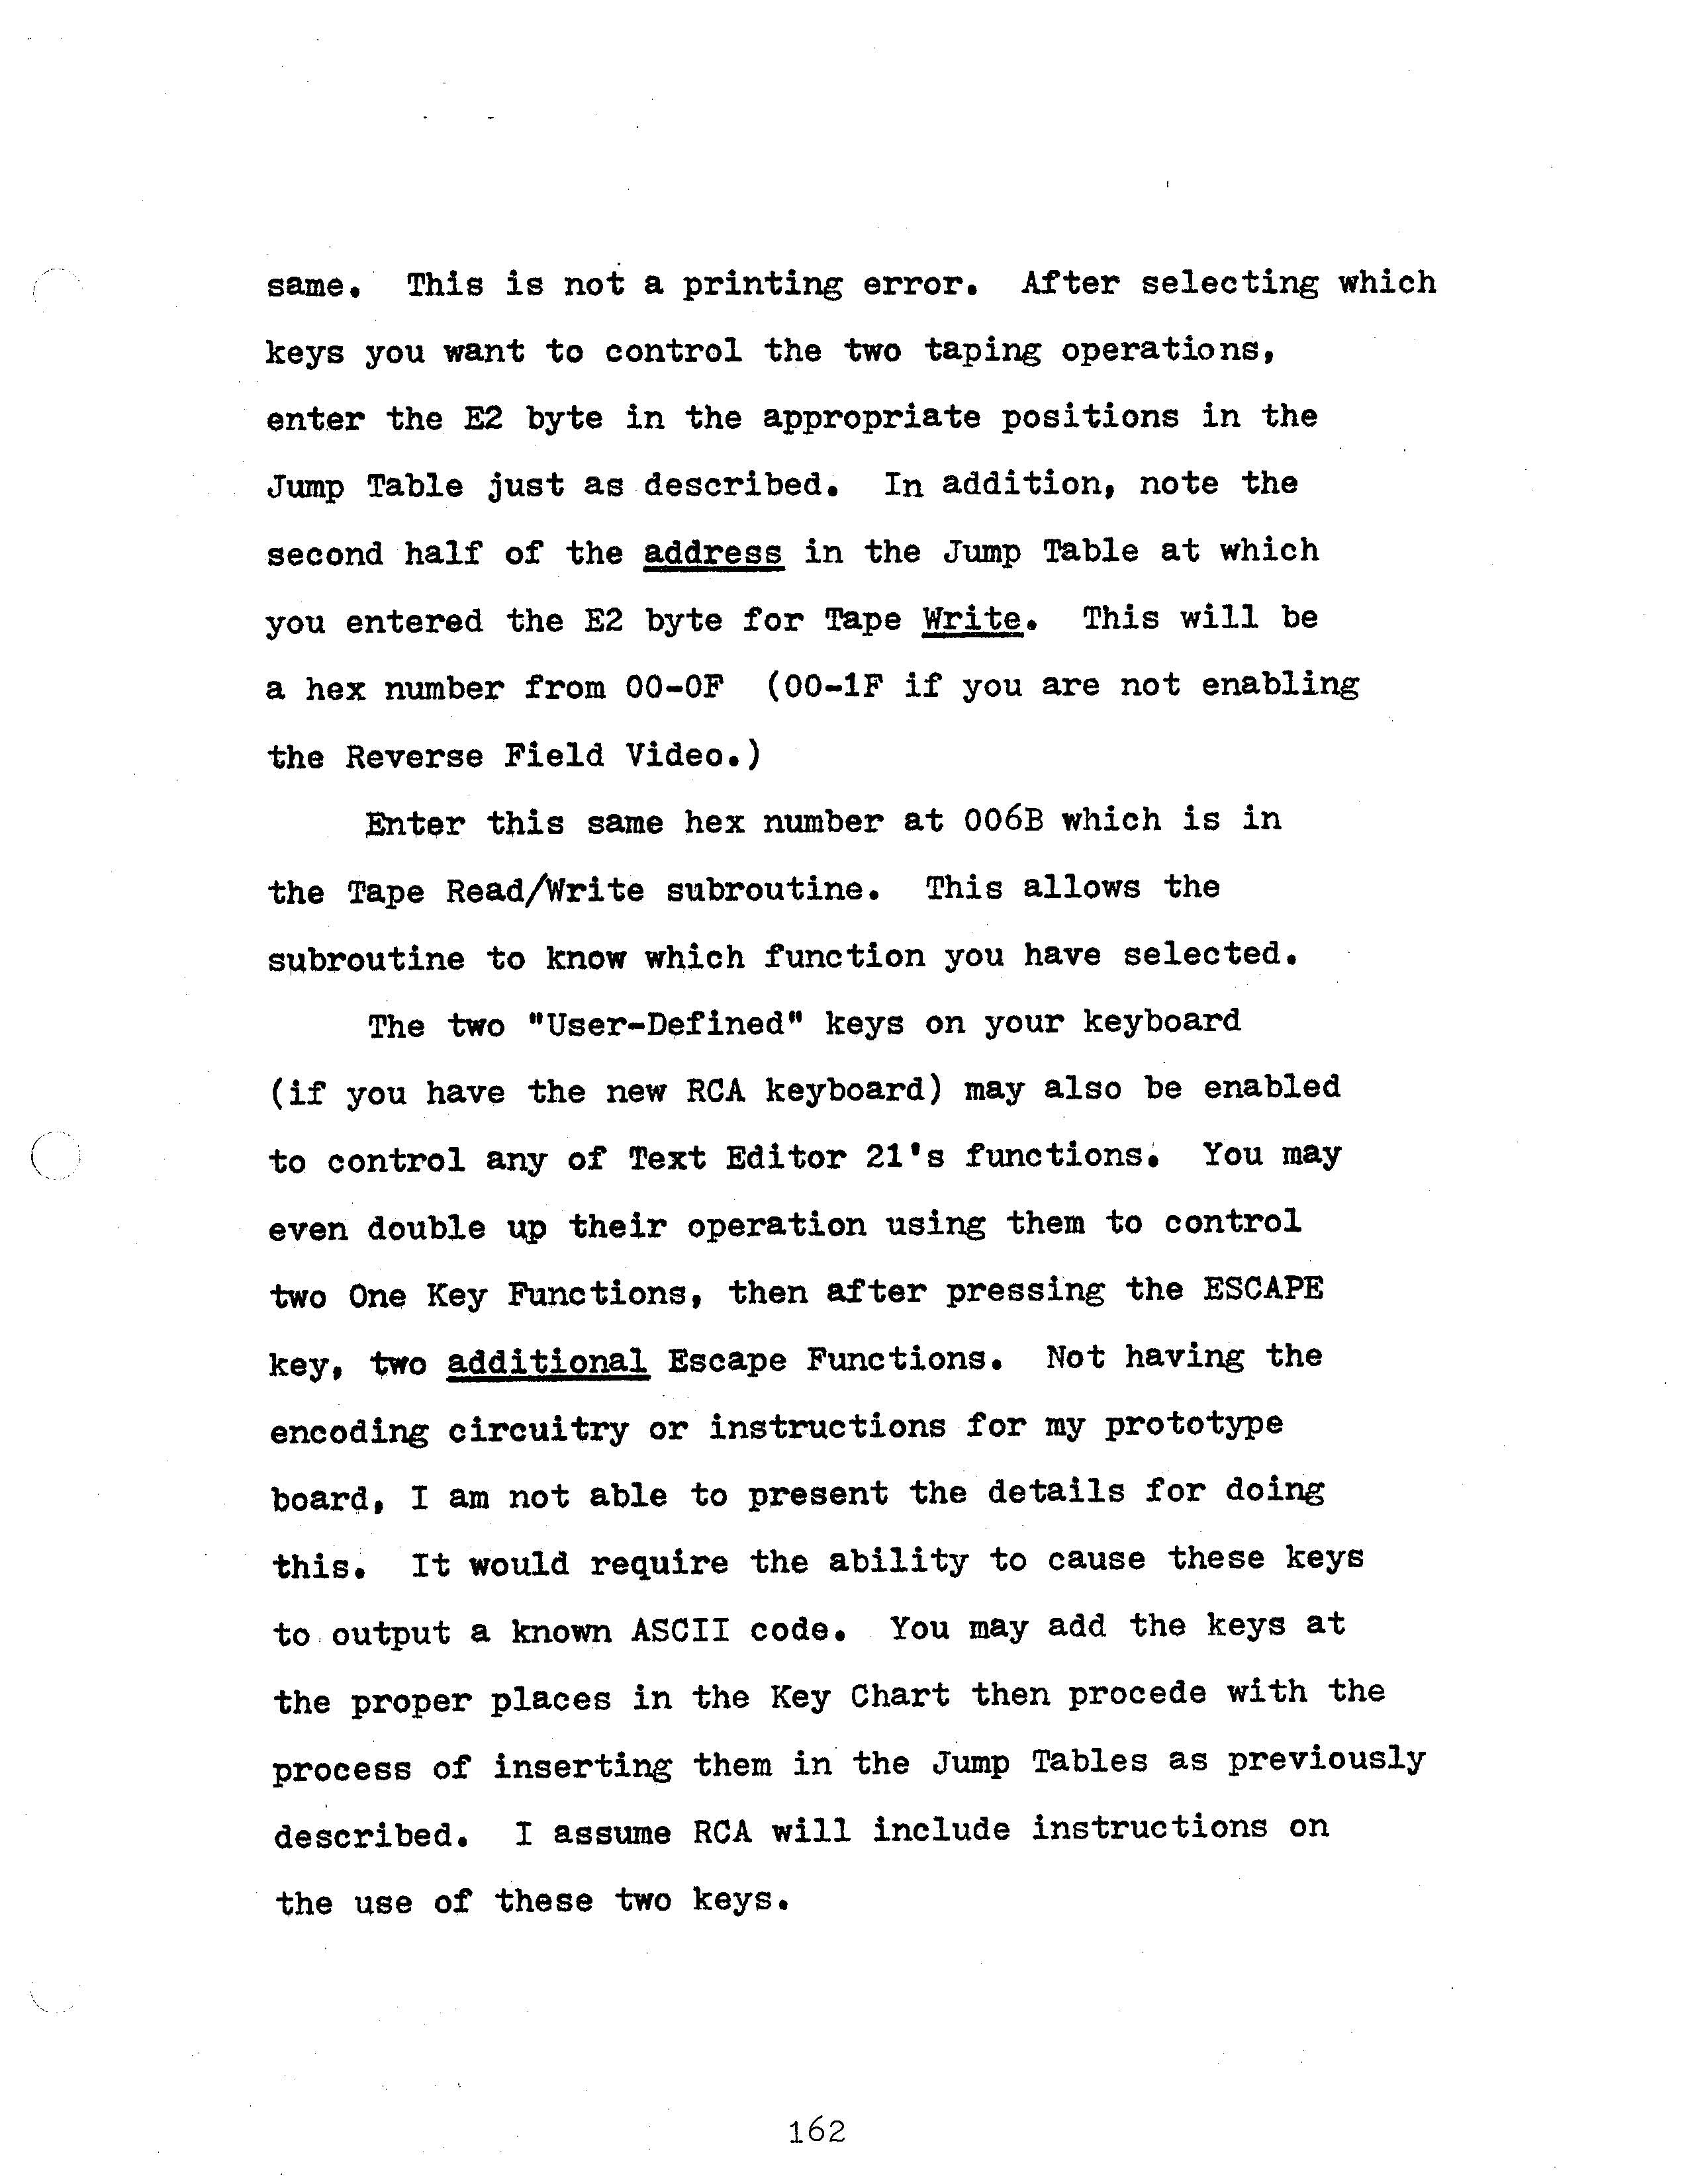 same.  This is not a printing error.  After selecting which
keys you want to control the two taping operations,
enter the E2 byte in the appropriate positions in the
Jump Table just as described.  In addition, note the
second half of the address in the Jump Table at which
you entered the E2 byte for Tape Write.  This will be
a hex number from 00-0F  (00-1F if you are not enabling
the Reverse Field Video.)
Enter this same hex number at 006B which is in
the Tape Read/Write subroutine.  This allows the
subroutine to know which function you have selected.
The two "User-Defined" keys on your keyboard
(if you have the new RCA keyboard) may also be enabled
to control any of Text Editor 21's functions.  You may
even double up their operation using them to control
two One Key Functions, then after pressing the ESCAPE
key, two additional Escape Functions.  Not having the
encoding circuitry or instructions for my prototype
board, I am not able to present the details for doing
this.  It would require the ability to cause these keys
to output a known ASCII code.  You may add the keys at
the proper places in the Key Chart then procede with the
process of inserting them in the Jump Tables as previously
described.  I assume RCA will include instructions on
the use of these two keys.
162